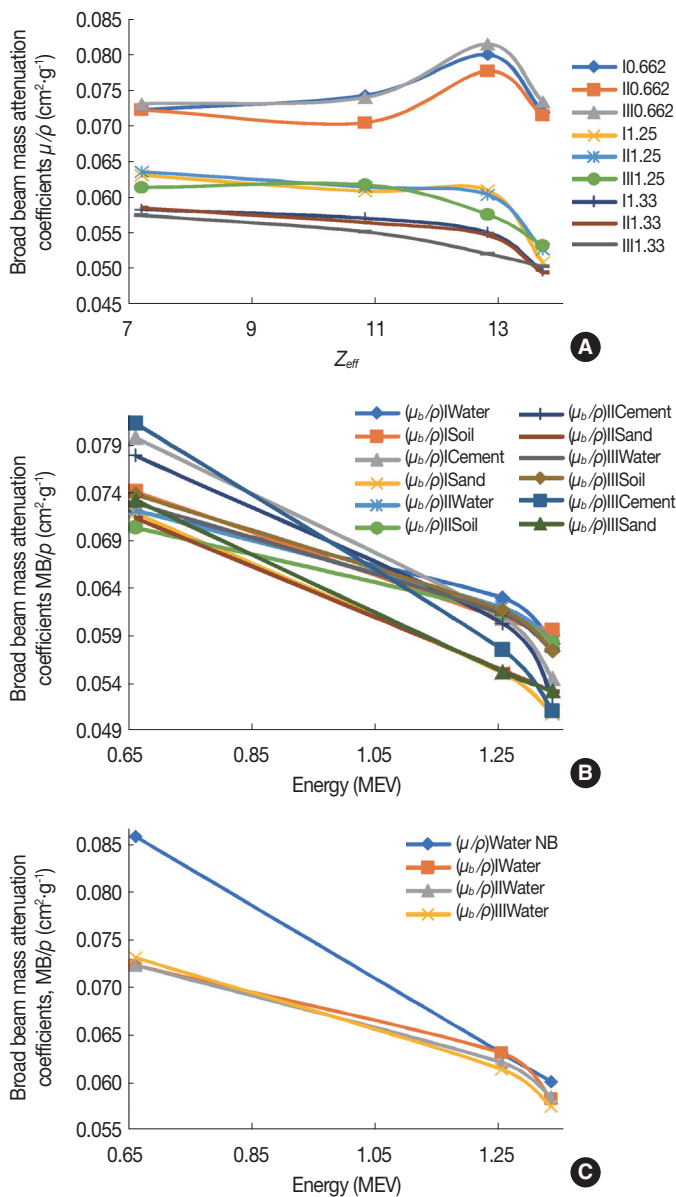 Broad beam mass attenuation
coefficients μ/ρ (cm²·g⁻¹)
0.085
0.080
0.075
0.070
0.065
0.060
0.055
0.050
0.045
7
9
11
13
Zeff
I0.662
II0.662
III0.662
I1.25
II1.25
III1.25
I1.33
II1.33
III1.33
A
Broad beam mass attenuation
coefficients MB/ρ (cm²·g⁻¹)
0.079
0.074
0.069
0.064
0.059
0.054
0.049
0.65
0.85
1.05
1.25
Energy (MEV)
(μb/ρ)IWater
(μb/ρ)ISoil
(μb/ρ)ICement
(μb/ρ)ISand
(μb/ρ)IIWater
(μb/ρ)IISoil
(μb/ρ)IICement
(μb/ρ)IISand
(μb/ρ)IIIWater
(μb/ρ)IIISoil
(μb/ρ)IIICement
(μb/ρ)IIISand
B
Broad beam mass attenuation
coefficients, MB/ρ (cm²·g⁻¹)
0.085
0.080
0.075
0.070
0.065
0.060
0.055
0.65
0.85
1.05
1.25
Energy (MEV)
(μ/ρ)Water NB
(μb/ρ)IWater
(μb/ρ)IIWater
(μb/ρ)IIIWater
C